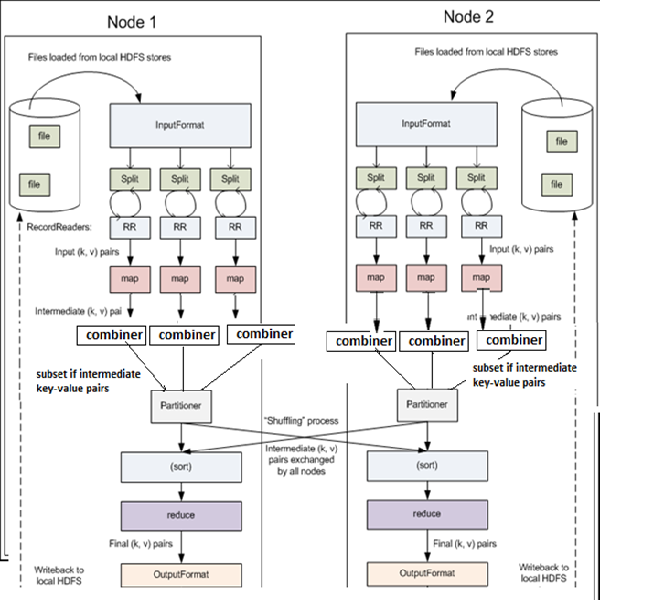 Node 1
Node 2
Files loaded from local HDFS stores
Files loaded from local HDFS stores
InputFormat
InputFormat
file
file
file
file
Split
Split
Split
Split
Split
Split
RecordReaders:
RR
RR
RR
RR
RR
RR
Input (k, v) pairs
Input (k, v) pairs
map
map
map
map
map
map
Intermediate (k, v) pai
mediate (k, v) pairs
combiner
combiner
combiner
combiner
combiner
combiner
subset if intermediate
key-value pairs
subset if intermediate
key-value pairs
Partitioner
Partitioner
"Shuffling" process
Intermediate (k, v)
pairs exchanged
by all nodes
(sort)
(sort)
reduce
reduce
Final (k, v) pairs
Final (k, v) pairs
Writeback to
local HDFS
OutputFormat
OutputFormat
Writeback to
local HDFS